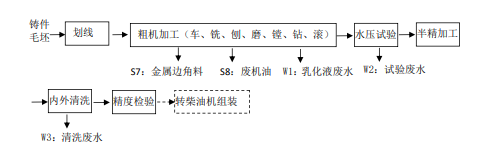 铸件
毛坯
划线
粗机加工（车、铣、刨、磨、镗、钻、滚）
水压试验
半精加工
S7：金属边角料
S8：废机油
W1：乳化液废水
W2：试验废水
内外清洗
精度检验
转柴油机组装
W3：清洗废水